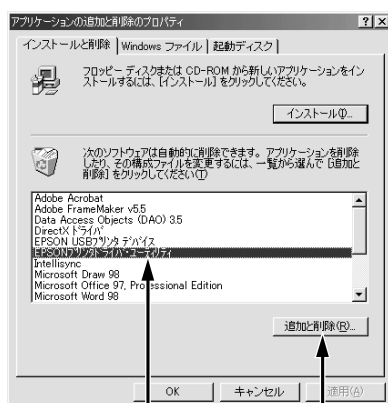 アプリケーションの追加と削除のプロパティ
インストールと削除
Windows ファイル
起動ディスク
フロッピー ディスクまたは CD-ROM から新しいアプリケーションをイン
ストールするには、[インストール] をクリックしてください。
インストール(I)...
次のソフトウェアは自動的に削除できます。アプリケーションを削除
したり、その構成ファイルを変更するには、一覧から選んで [追加と
削除] をクリックしてください(T)
Adobe Acrobat
Adobe FrameMaker v5.5
Data Access Objects (DAO) 3.5
DirectX ドライバ
EPSON USBプリンタ デバイス
EPSONプリンタドライバ・ユーティリティ
Intellisync
Microsoft Draw 98
Microsoft Office 97, Professional Edition
Microsoft Word 98
追加と削除(R)...
OK
キャンセル
適用(A)